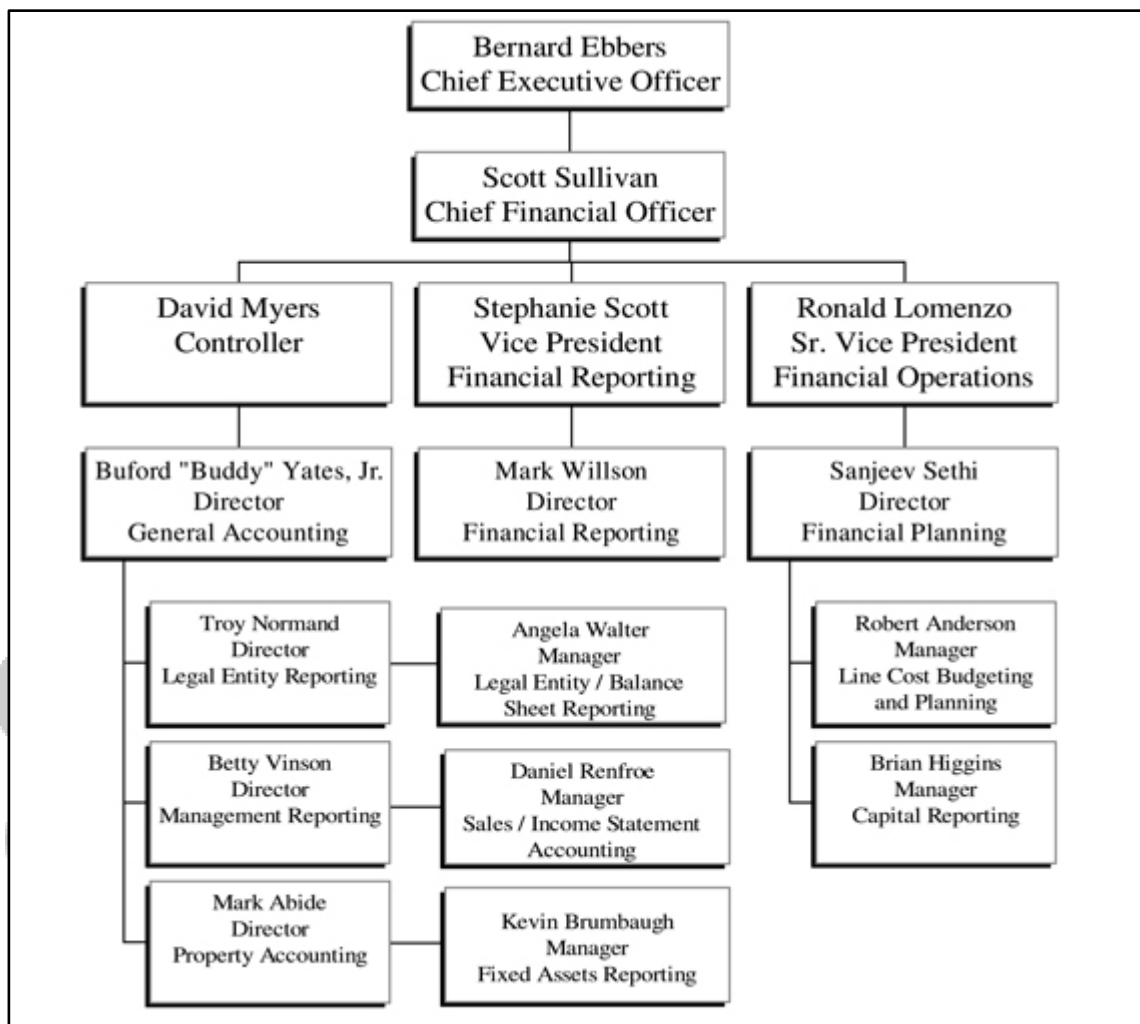 Bernard Ebbers
Chief Executive Officer
Scott Sullivan
Chief Financial Officer
David Myers
Controller
Stephanie Scott
Vice President
Financial Reporting
Ronald Lomenzo
Sr. Vice President
Financial Operations
Buford "Buddy" Yates, Jr.
Director
General Accounting
Mark Willson
Director
Financial Reporting
Sanjeev Sethi
Director
Financial Planning
Troy Normand
Director
Legal Entity Reporting
Angela Walter
Manager
Legal Entity / Balance
Sheet Reporting
Robert Anderson
Manager
Line Cost Budgeting
and Planning
Betty Vinson
Director
Management Reporting
Daniel Renfroe
Manager
Sales / Income Statement
Accounting
Brian Higgins
Manager
Capital Reporting
Mark Abide
Director
Property Accounting
Kevin Brumbaugh
Manager
Fixed Assets Reporting